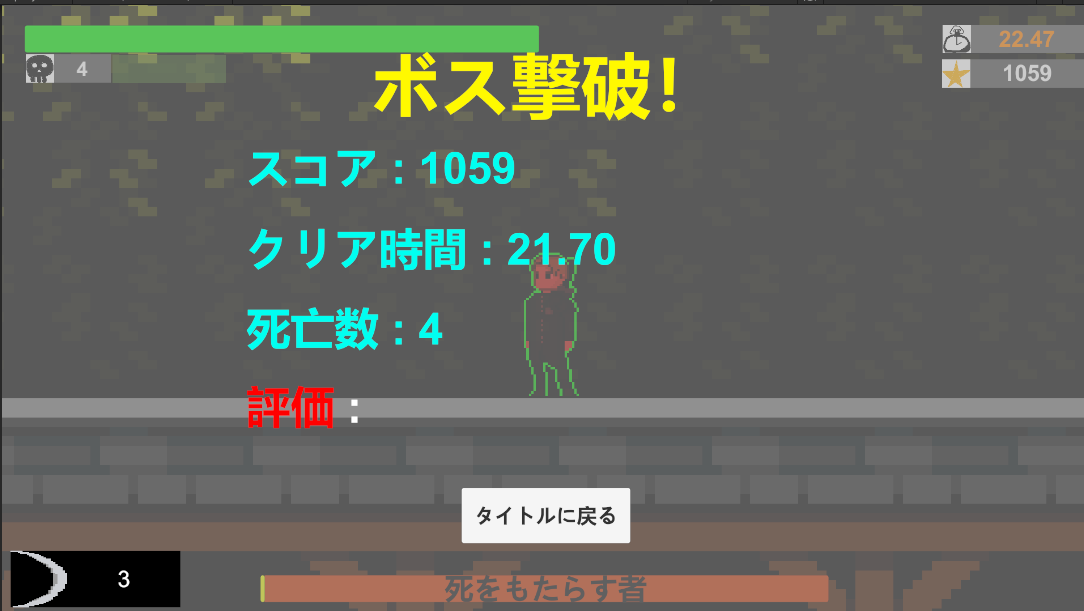 22.47
4
1059
ボス撃破!
スコア : 1059
クリア時間 : 21.70
死亡数 : 4
評価 :
タイトルに戻る
3
死をもたらす者